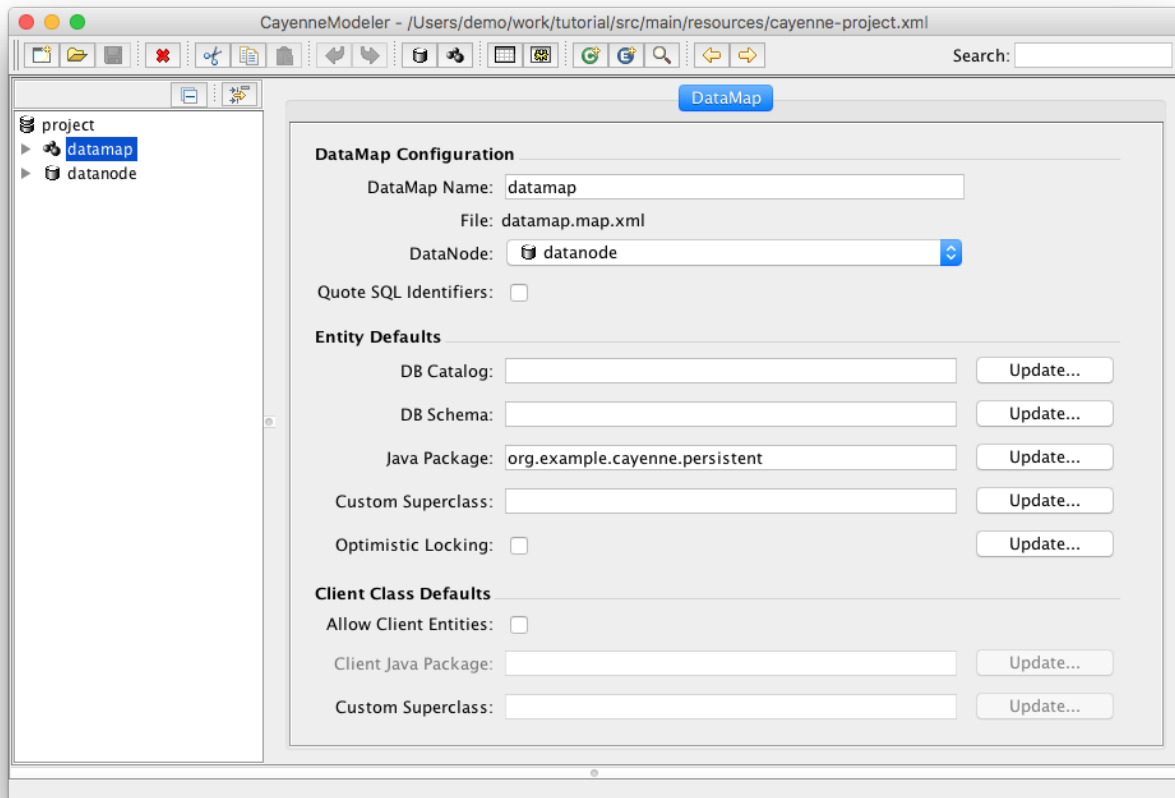 CayenneModeler - /Users/demo/work/tutorial/src/main/resources/cayenne-project.xml
Search:
project
datamap
datanode
DataMap
DataMap Configuration
DataMap Name: datamap
File: datamap.map.xml
DataNode: datanode
Quote SQL Identifiers:
Entity Defaults
DB Catalog: Update...
DB Schema: Update...
Java Package: org.example.cayenne.persistent Update...
Custom Superclass: Update...
Optimistic Locking: Update...
Client Class Defaults
Allow Client Entities:
Client Java Package: Update...
Custom Superclass: Update...